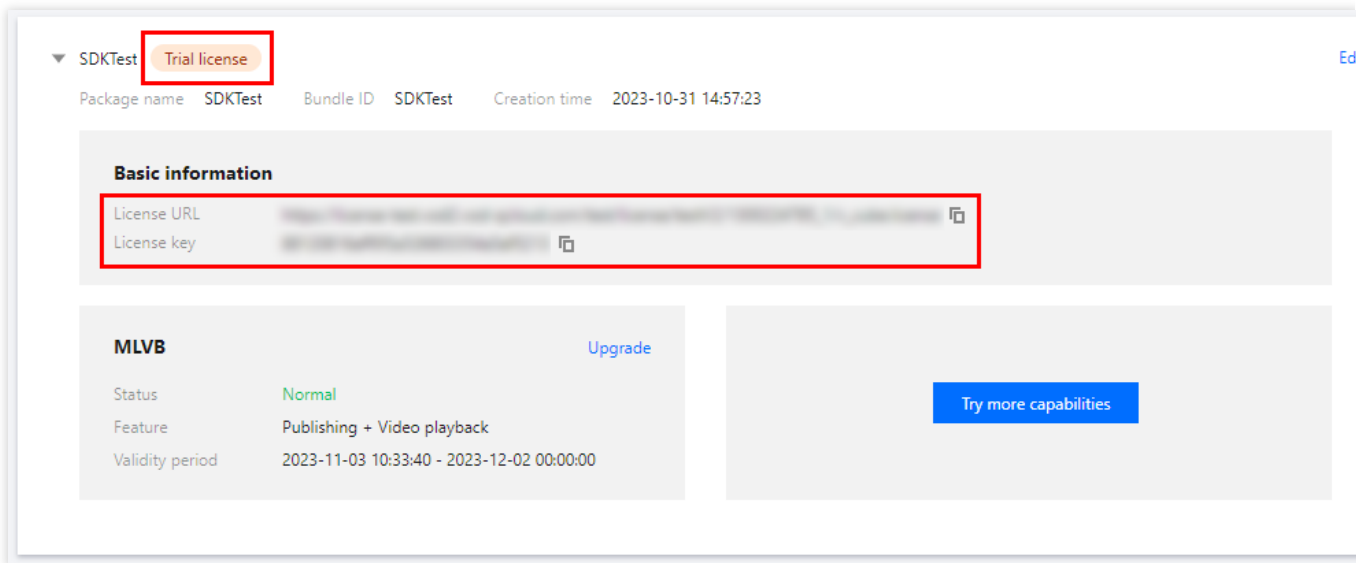 SDKTest Trial license
Package name SDKTest Bundle ID SDKTest Creation time 2023-10-31 14:57:23
Basic information
License URL
License key
MLVB Upgrade
Status Normal
Feature Publishing + Video playback
Validity period 2023-11-03 10:33:40 - 2023-12-02 00:00:00
Try more capabilities